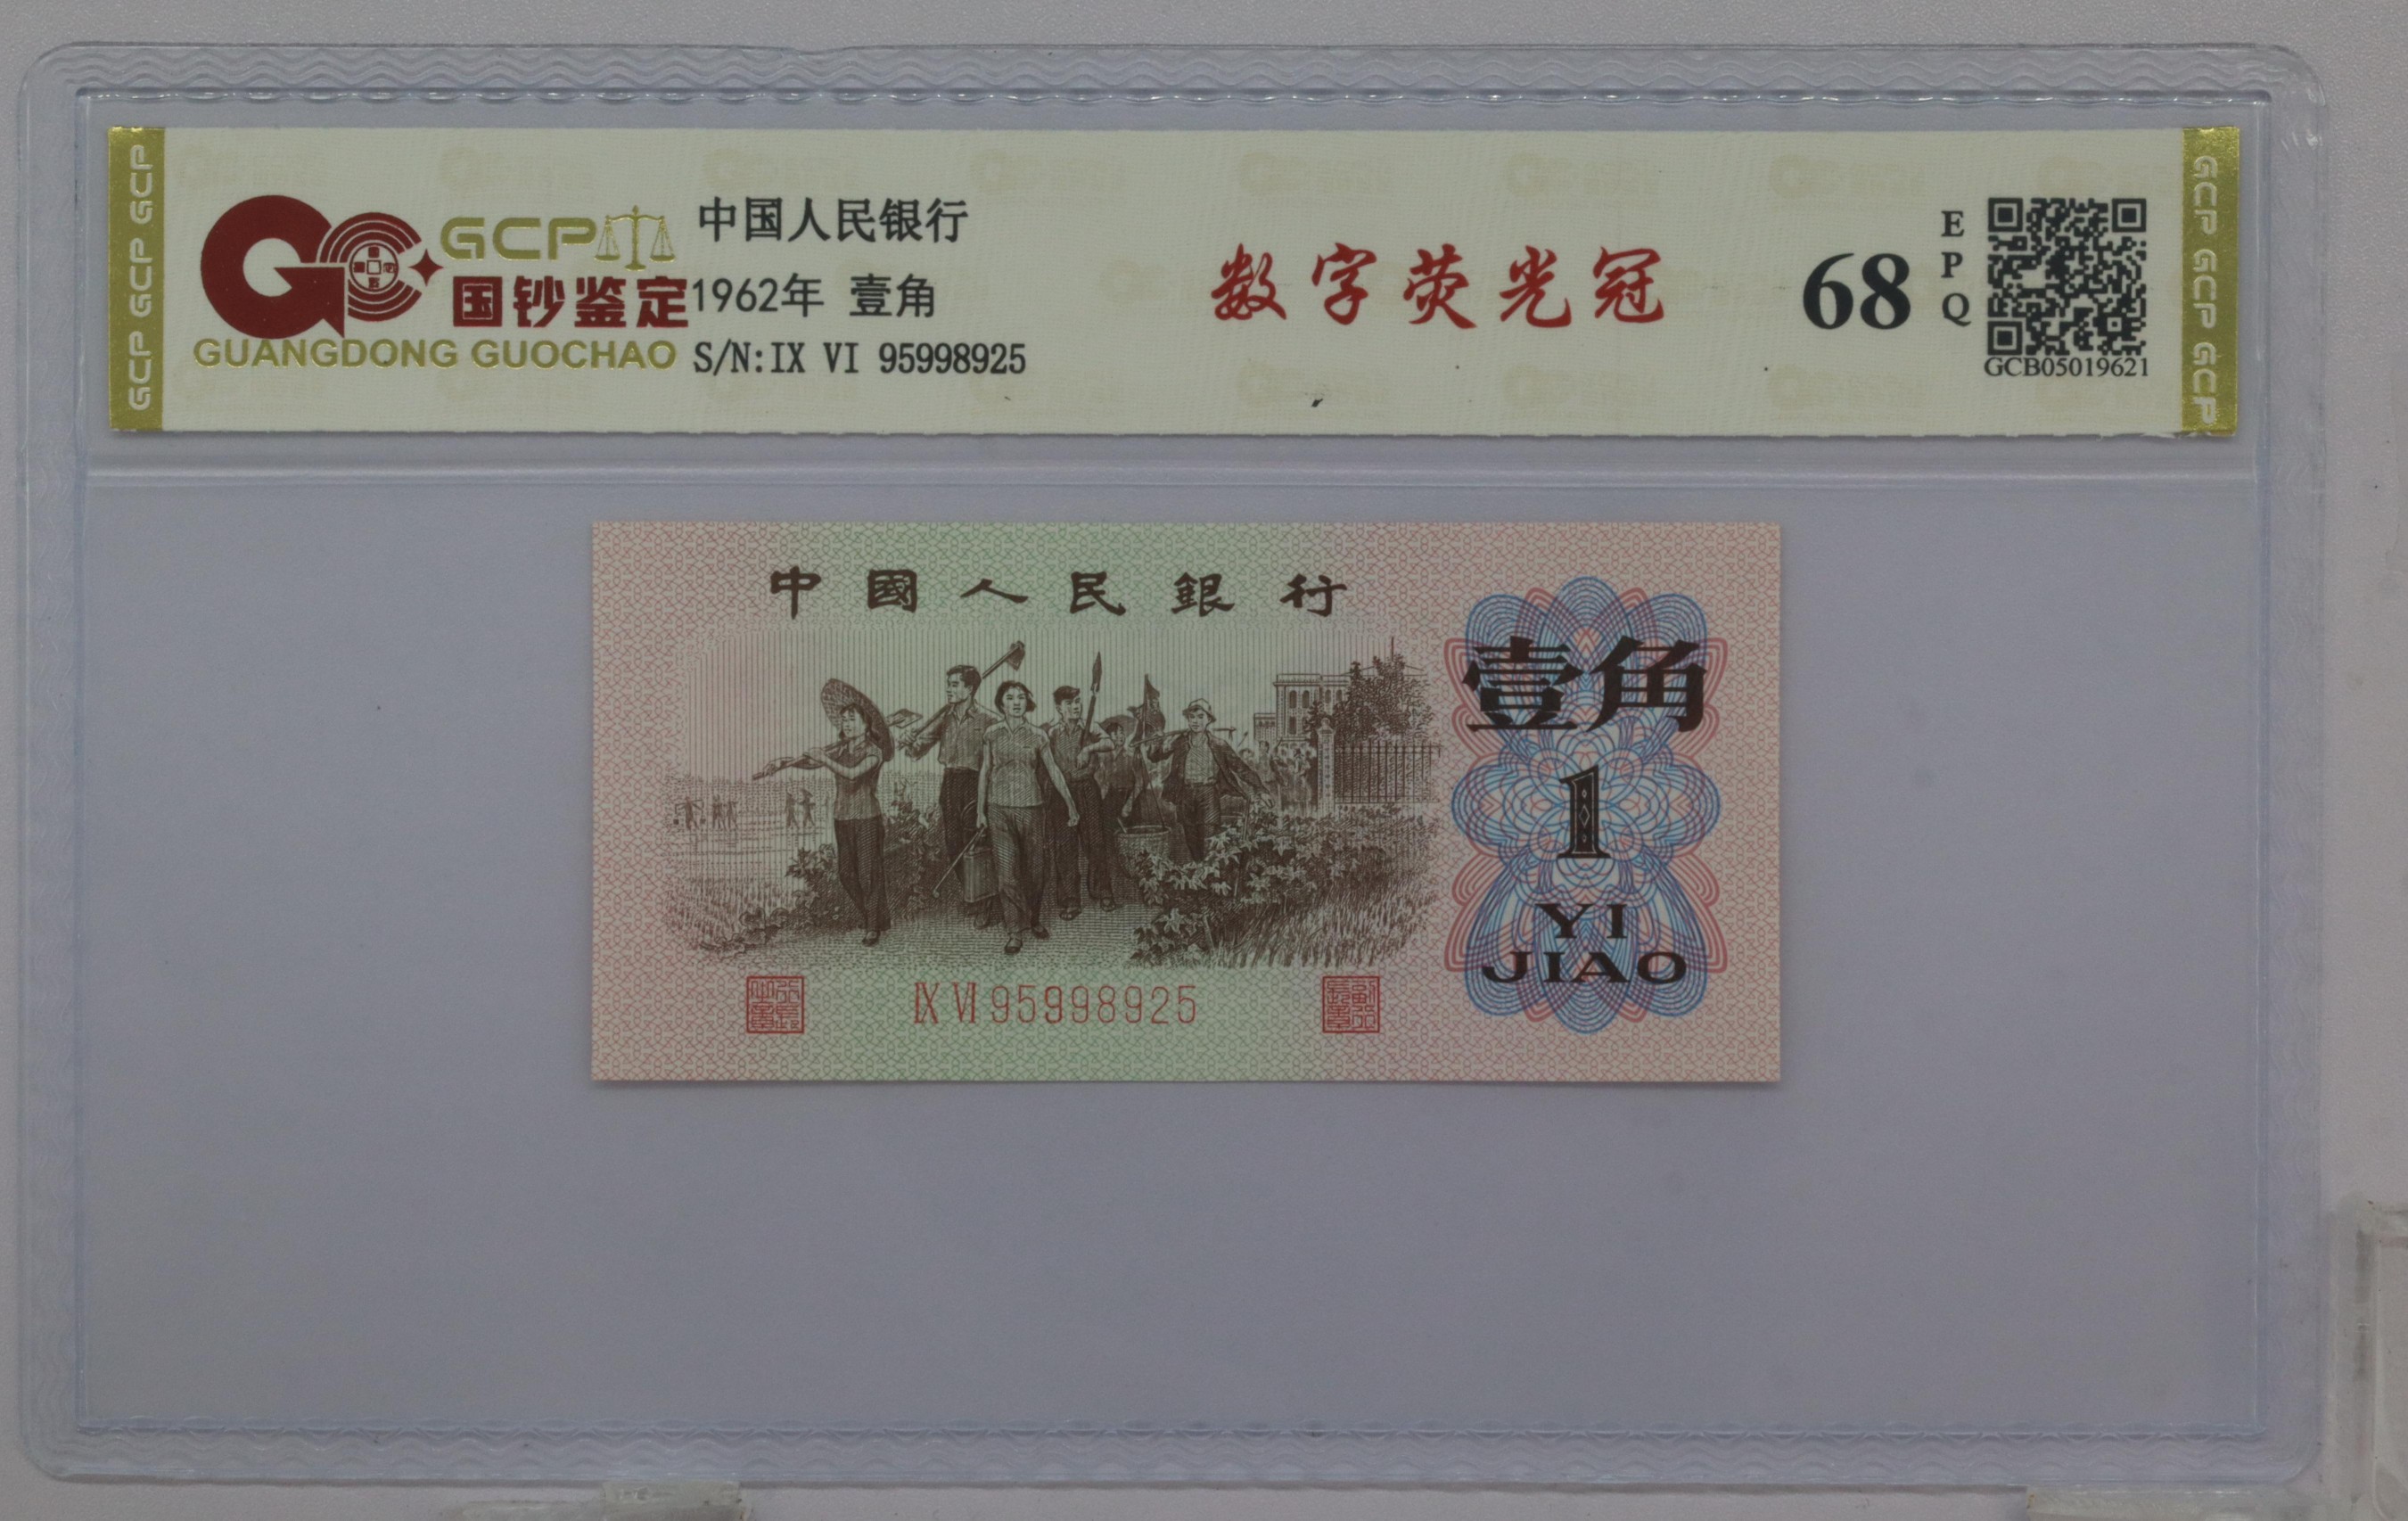 GCP GCP GCP
GCP
国钞鉴定
GUANGDONG GUOCHAO
中国人民银行
1962年 壹角
S/N:IX VI 95998925
数字荧光冠
68
E
P
Q
GCB05019621
GCP GCP GCP
中國人民銀行
壹角
1
YI
JIAO
IX VI 95998925